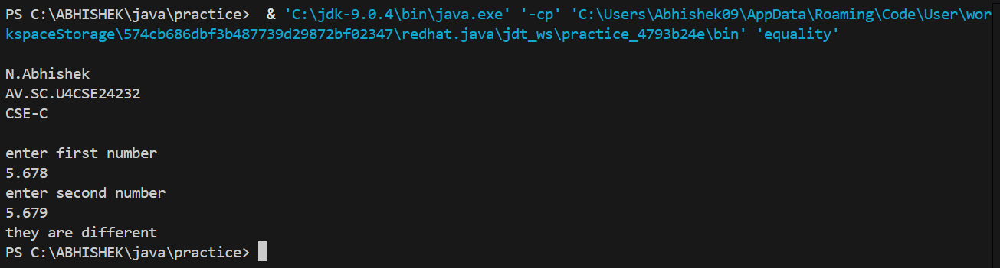 PS C:\ABHISHEK\java\practice>  & 'C:\jdk-9.0.4\bin\java.exe' '-cp' 'C:\Users\Abhishek09\AppData\Roaming\Code\User\wor
kspaceStorage\574cb686dbf3b487739d29872bf02347\redhat.java\jdt_ws\practice_4793b24e\bin' 'equality'
N.Abhishek
AV.SC.U4CSE24232
CSE-C
enter first number
5.678
enter second number
5.679
they are different
PS C:\ABHISHEK\java\practice>